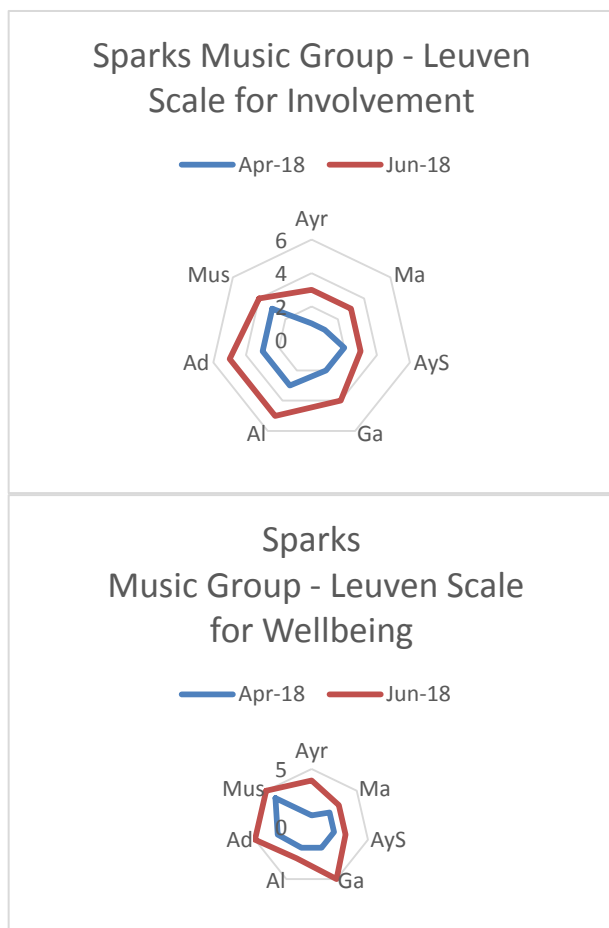 Sparks Music Group - Leuven
Scale for Involvement
Apr-18 Jun-18
Ayr
6
Mus 4 Ma
2
0
Ad AyS
Al Ga
Sparks
Music Group - Leuven Scale
for Wellbeing
Apr-18 Jun-18
Ayr
5
Mus Ma
0
Ad AyS
Al Ga